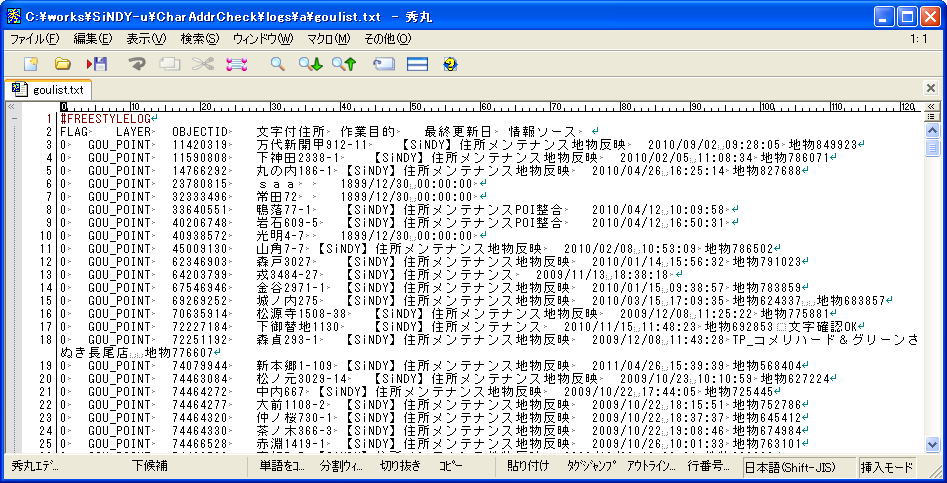 C:¥works¥SiNDY-u¥CharAddrCheck¥logs¥a¥goulist.txt - 秀丸
ファイル(F) 編集(E) 表示(V) 検索(S) ウィンドウ(W) マクロ(M) その他(O) 1: 1
goulist.txt
0 10 20 30 40 50 60 70 80 90 100 110 120
1 #FREESTYLELOG
2 FLAG LAYER OBJECTID 文字付住所 作業目的 最終更新日 情報ソース
3 0 GOU_POINT 11420319 万代新開甲912-11 【SiNDY】住所メンテナンス地物反映 2010/09/02 09:28:05 地物849923
4 0 GOU_POINT 11590808 下神田2338-1 【SiNDY】住所メンテナンス地物反映 2010/02/05 11:08:34 地物786071
5 0 GOU_POINT 14766292 丸の内186-1 【SiNDY】住所メンテナンス地物反映 2010/04/26 16:25:14 地物827688
6 0 GOU_POINT 23780815 ｓａａ 1899/12/30 00:00:00
7 0 GOU_POINT 32333496 常田72 1899/12/30 00:00:00
8 0 GOU_POINT 33640551 鴨落77-1 【SiNDY】住所メンテナンスPOI整合 2010/04/12 10:09:58
9 0 GOU_POINT 40206748 岩石609-5 【SiNDY】住所メンテナンスPOI整合 2010/04/12 16:50:31
10 0 GOU_POINT 40938572 光明4-7 1899/12/30 00:00:00
11 0 GOU_POINT 45009130 山角7-7 【SiNDY】住所メンテナンス地物反映 2010/02/08 10:53:09 地物786502
12 0 GOU_POINT 62346903 森戸3027 【SiNDY】住所メンテナンス地物反映 2010/01/14 15:56:32 地物791023
13 0 GOU_POINT 64203799 戎3484-27 【SiNDY】住所メンテナンス 2009/11/13 18:38:18
14 0 GOU_POINT 67546946 金谷2971-1 【SiNDY】住所メンテナンス地物反映 2010/01/15 09:38:57 地物783859
15 0 GOU_POINT 69269252 城ノ内275 【SiNDY】住所メンテナンス地物反映 2010/03/15 17:09:35 地物624337 地物683857
16 0 GOU_POINT 70635914 松源寺1508-38 【SiNDY】住所メンテナンス地物反映 2009/12/08 11:25:22 地物775881
17 0 GOU_POINT 72227184 下御替地1130 【SiNDY】住所メンテナンス 2010/11/15 11:48:23 地物692853 文字確認OK
18 0 GOU_POINT 72251192 森貞293-1 【SiNDY】住所メンテナンス地物反映 2009/12/08 11:43:28 TP_コメリハード＆グリーンさ
ぬき長尾店 地物776607
19 0 GOU_POINT 74079944 新本郷1-109 【SiNDY】住所メンテナンス地物反映 2011/04/26 15:39:39 地物568404
20 0 GOU_POINT 74463084 松ノ元3029-14 【SiNDY】住所メンテナンス地物反映 2009/10/23 10:10:59 地物627224
21 0 GOU_POINT 74464272 中内667 【SiNDY】住所メンテナンス地物反映 2009/10/22 17:44:05 地物725445
22 0 GOU_POINT 74464277 六前1108-2 【SiNDY】住所メンテナンス地物反映 2009/10/22 18:15:51 地物752786
23 0 GOU_POINT 74464320 仲ノ桜730-1 【SiNDY】住所メンテナンス地物反映 2009/10/22 18:37:37 地物645412
24 0 GOU_POINT 74464330 茶ノ木366-3 【SiNDY】住所メンテナンス地物反映 2009/10/22 19:08:46 地物674984
25 0 GOU_POINT 74466528 赤淵1419-1 【SiNDY】住所メンテナンス地物反映 2009/10/26 10:01:33 地物763101
秀丸ｴﾃﾞ... 下候補 単語をｺ... 分割ｳｨ... 切り抜き ｺﾋﾟｰ 貼り付け ﾀｸﾞｼﾞｬﾝﾌﾟ ｱｳﾄﾗｲﾝ... 行番号... 日本語(Shift-JIS) 挿入モード